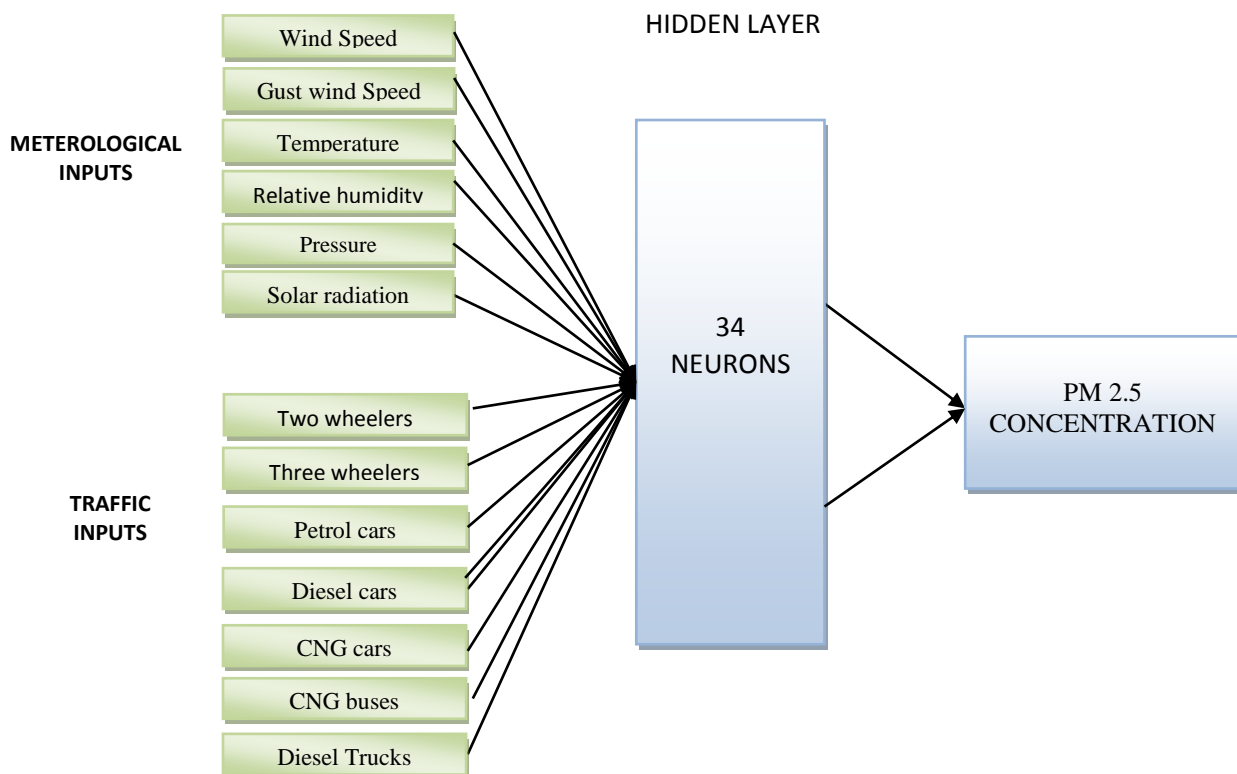 HIDDEN LAYER
METEROLOGICAL
INPUTS
Wind Speed
Gust wind Speed
Temperature
Relative humidity
Pressure
Solar radiation
TRAFFIC
INPUTS
Two wheelers
Three wheelers
Petrol cars
Diesel cars
CNG cars
CNG buses
Diesel Trucks
34
NEURONS
PM 2.5
CONCENTRATION